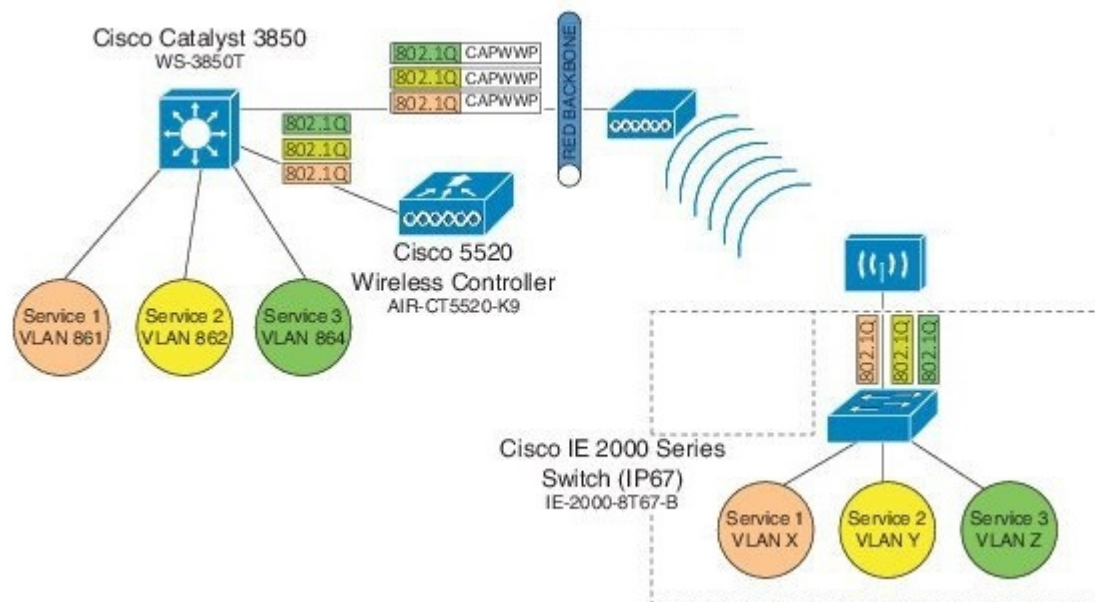 Cisco Catalyst 3850
WS-3850T
802.1Q CAPWWP
802.1Q CAPWWP
802.1Q CAPWWP
RED BACKBONE
802.1Q
802.1Q
802.1Q
Cisco 5520
Wireless Controller
AIR-CT5520-K9
Service 1
VLAN 861
Service 2
VLAN 862
Service 3
VLAN 864
802.1Q
802.1Q
802.1Q
Cisco IE 2000 Series
Switch (IP67)
IE-2000-8T67-B
Service 1
VLAN X
Service 2
VLAN Y
Service 3
VLAN Z